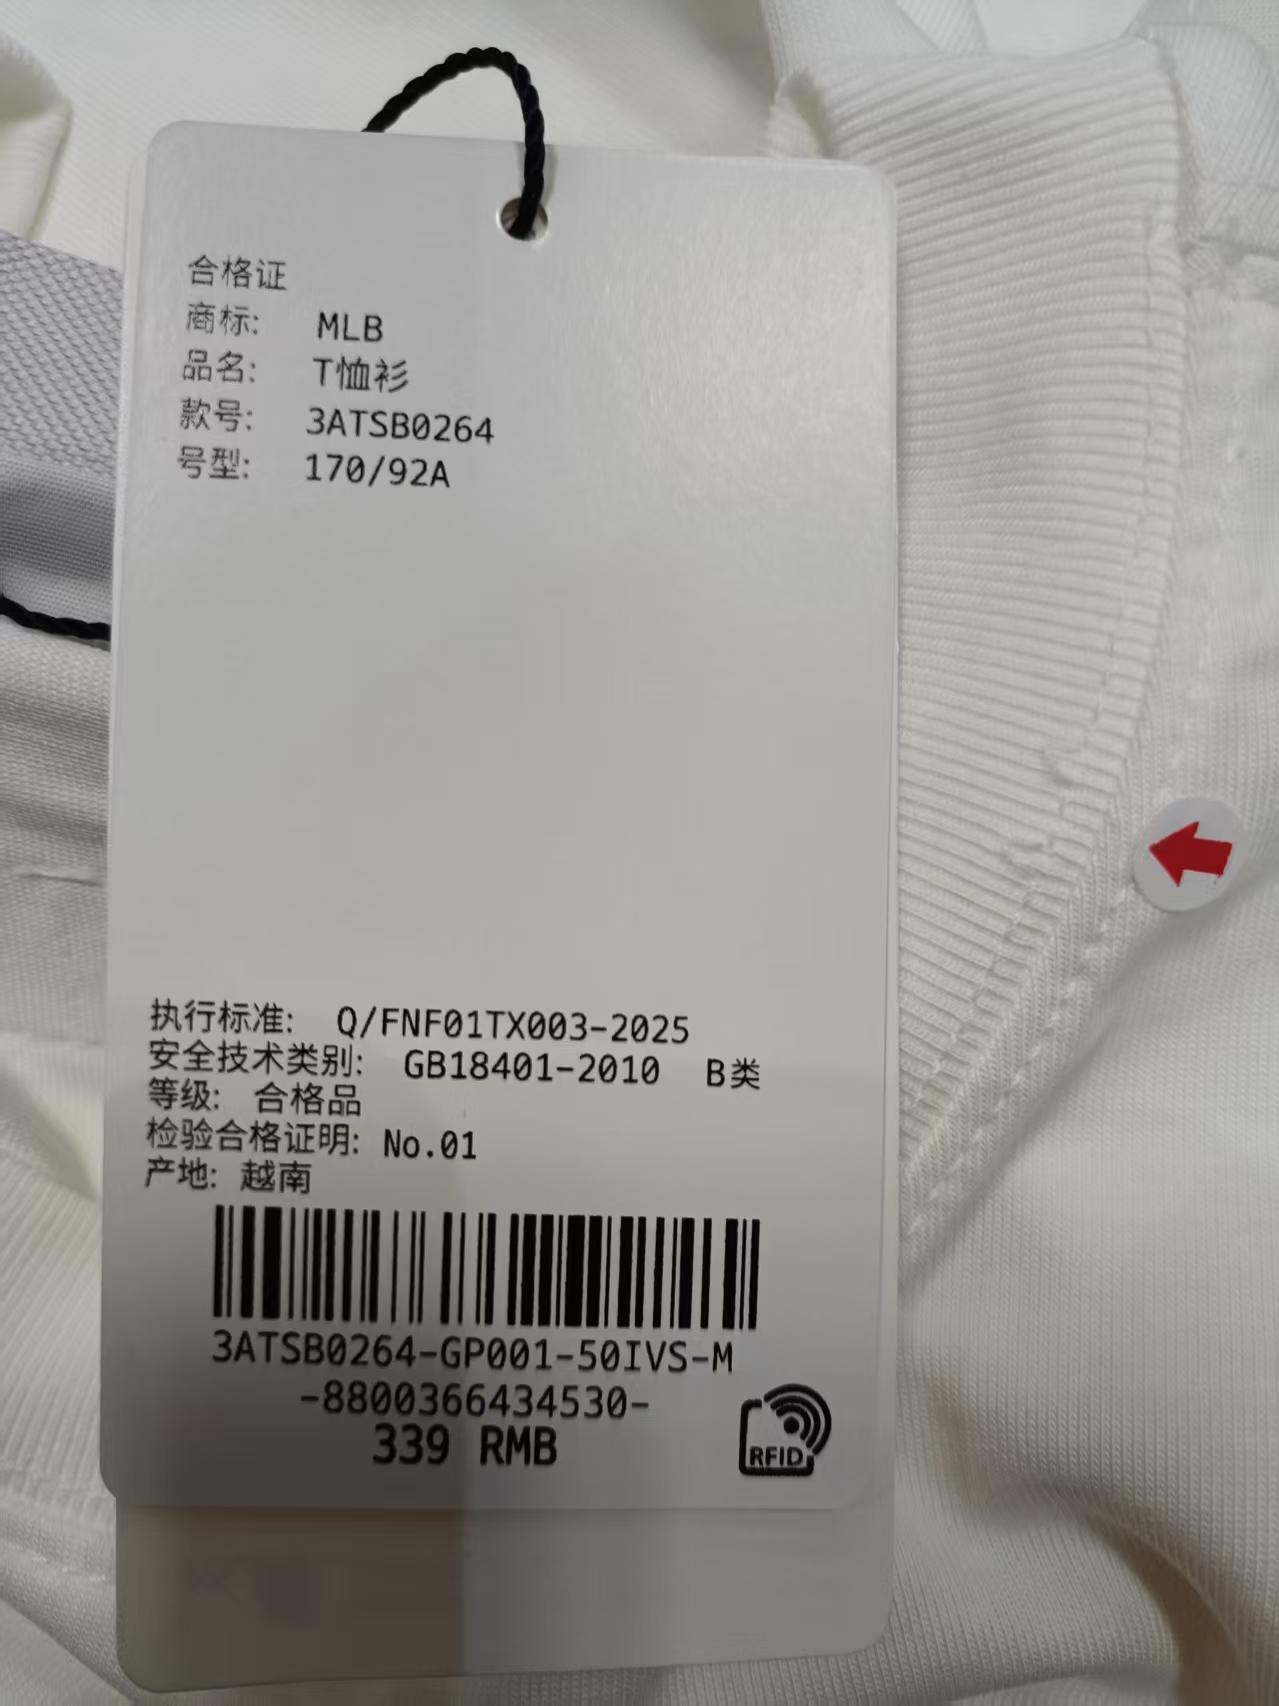 合格证
商标: MLB
品名: T恤衫
款号: 3ATSB0264
号型: 170/92A
执行标准: Q/FNF01TX003-2025
安全技术类别: GB18401-2010 B类
等级: 合格品
检验合格证明: No.01
产地: 越南
3ATSB0264-GP001-50IVS-M
-8800366434530-
339 RMB
RFID